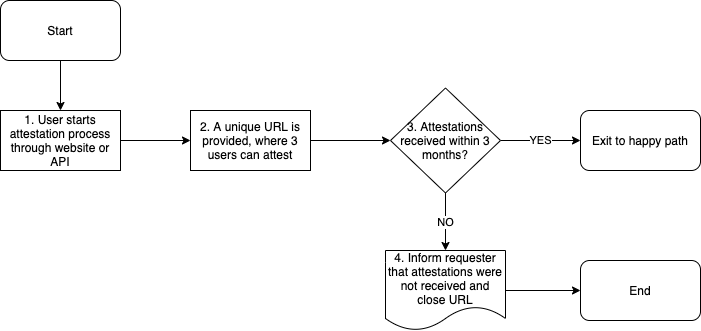 Start
1. User starts
attestation process
through website or
API
2. A unique URL is
provided, where 3
users can attest
3. Attestations
received within 3
months?
YES
Exit to happy path
NO
4. Inform requester
that attestations were
not received and
close URL
End